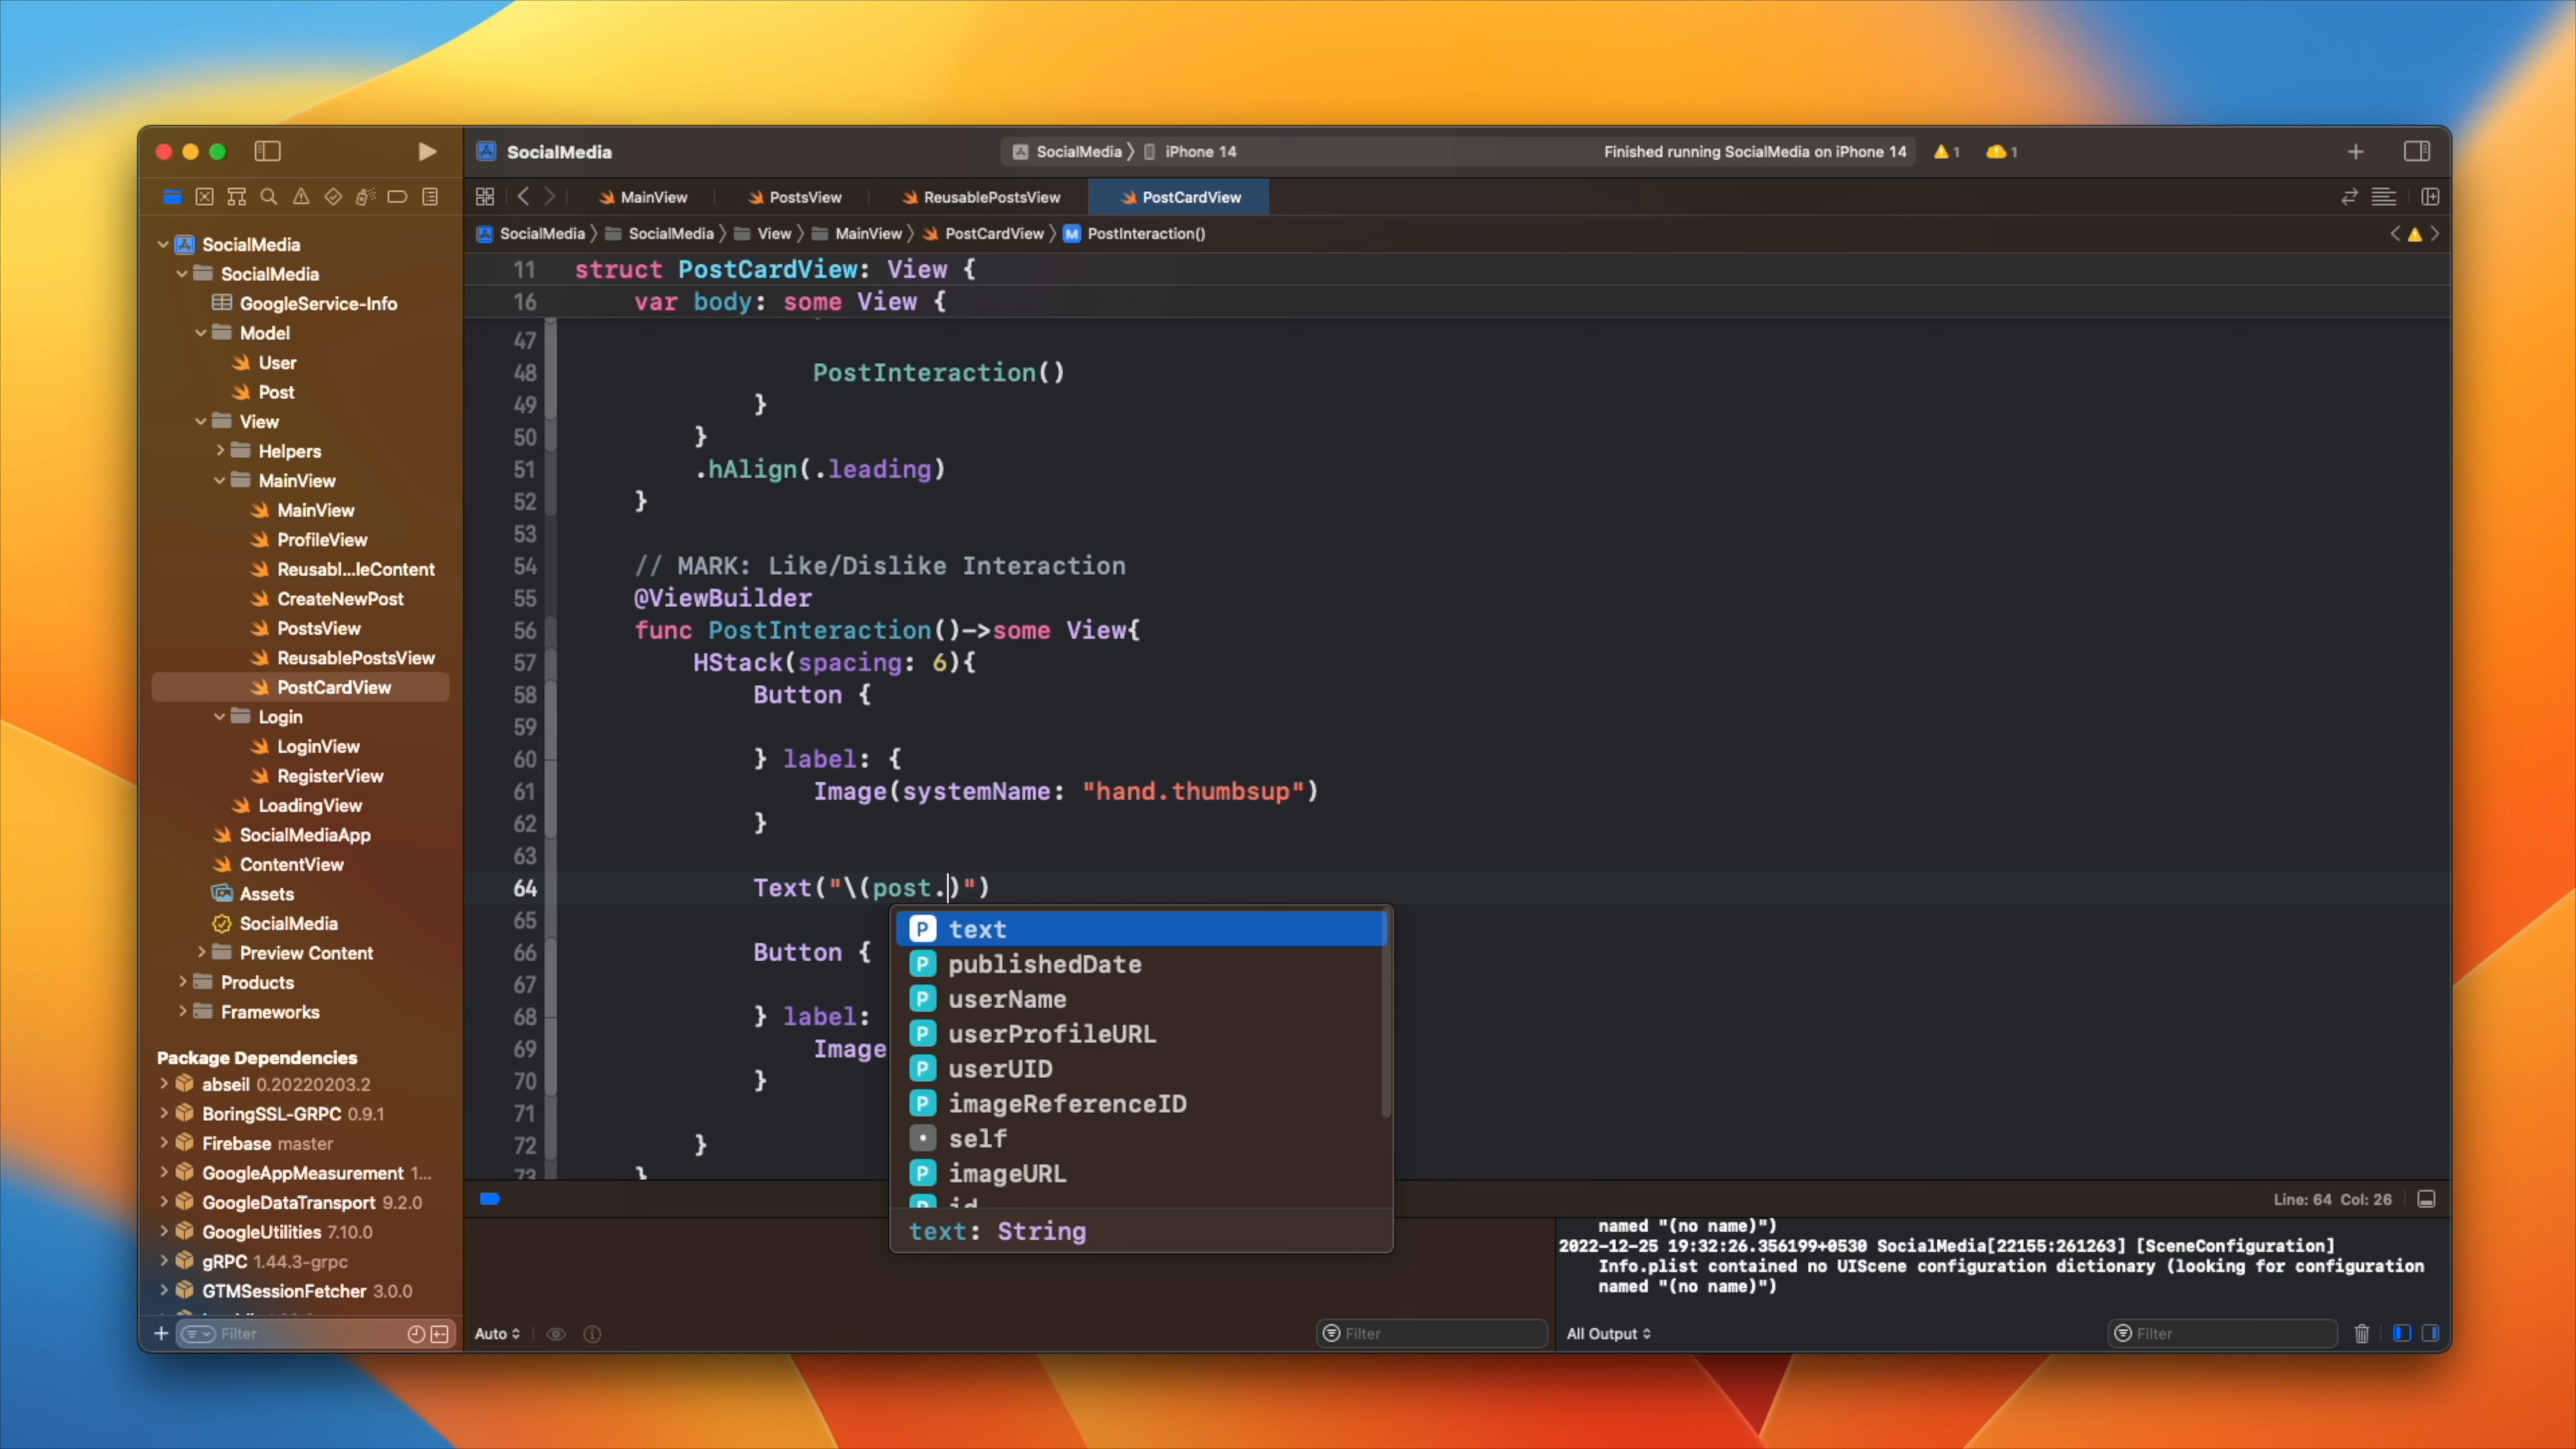 SocialMedia
SocialMedia 〉 iPhone 14
Finished running SocialMedia on iPhone 14
1
1
MainView
PostsView
ReusablePostsView
PostCardView
SocialMedia 〉 SocialMedia 〉 View 〉 MainView 〉 PostCardView 〉 M PostInteraction()
SocialMedia
SocialMedia
GoogleService-Info
Model
User
Post
View
Helpers
MainView
MainView
ProfileView
Reusabl...leContent
CreateNewPost
PostsView
ReusablePostsView
PostCardView
Login
LoginView
RegisterView
LoadingView
SocialMediaApp
ContentView
Assets
SocialMedia
Preview Content
Products
Frameworks
Package Dependencies
abseil 0.20220203.2
BoringSSL-GRPC 0.9.1
Firebase master
GoogleAppMeasurement 1...
GoogleDataTransport 9.2.0
GoogleUtilities 7.10.0
gRPC 1.44.3-grpc
GTMSessionFetcher 3.0.0
Filter
11 struct PostCardView: View {
16 var body: some View {
47
48 PostInteraction()
49 }
50 }
51 .hAlign(.leading)
52 }
53
54 // MARK: Like/Dislike Interaction
55 @ViewBuilder
56 func PostInteraction()->some View{
57 HStack(spacing: 6){
58 Button {
59
60 } label: {
61 Image(systemName: "hand.thumbsup")
62 }
63
64 Text("\(post.)")
65
66 Button {
67
68 } label:
69 Image
70 }
71
72 }
73 }
P text
P publishedDate
P userName
P userProfileURL
P userUID
P imageReferenceID
self
P imageURL
P id
text: String
Line: 64 Col: 26
named "(no name)")
2022-12-25 19:32:26.356199+0530 SocialMedia[22155:261263] [SceneConfiguration]
Info.plist contained no UIScene configuration dictionary (looking for configuration
named "(no name)")
Auto
Filter
All Output
Filter